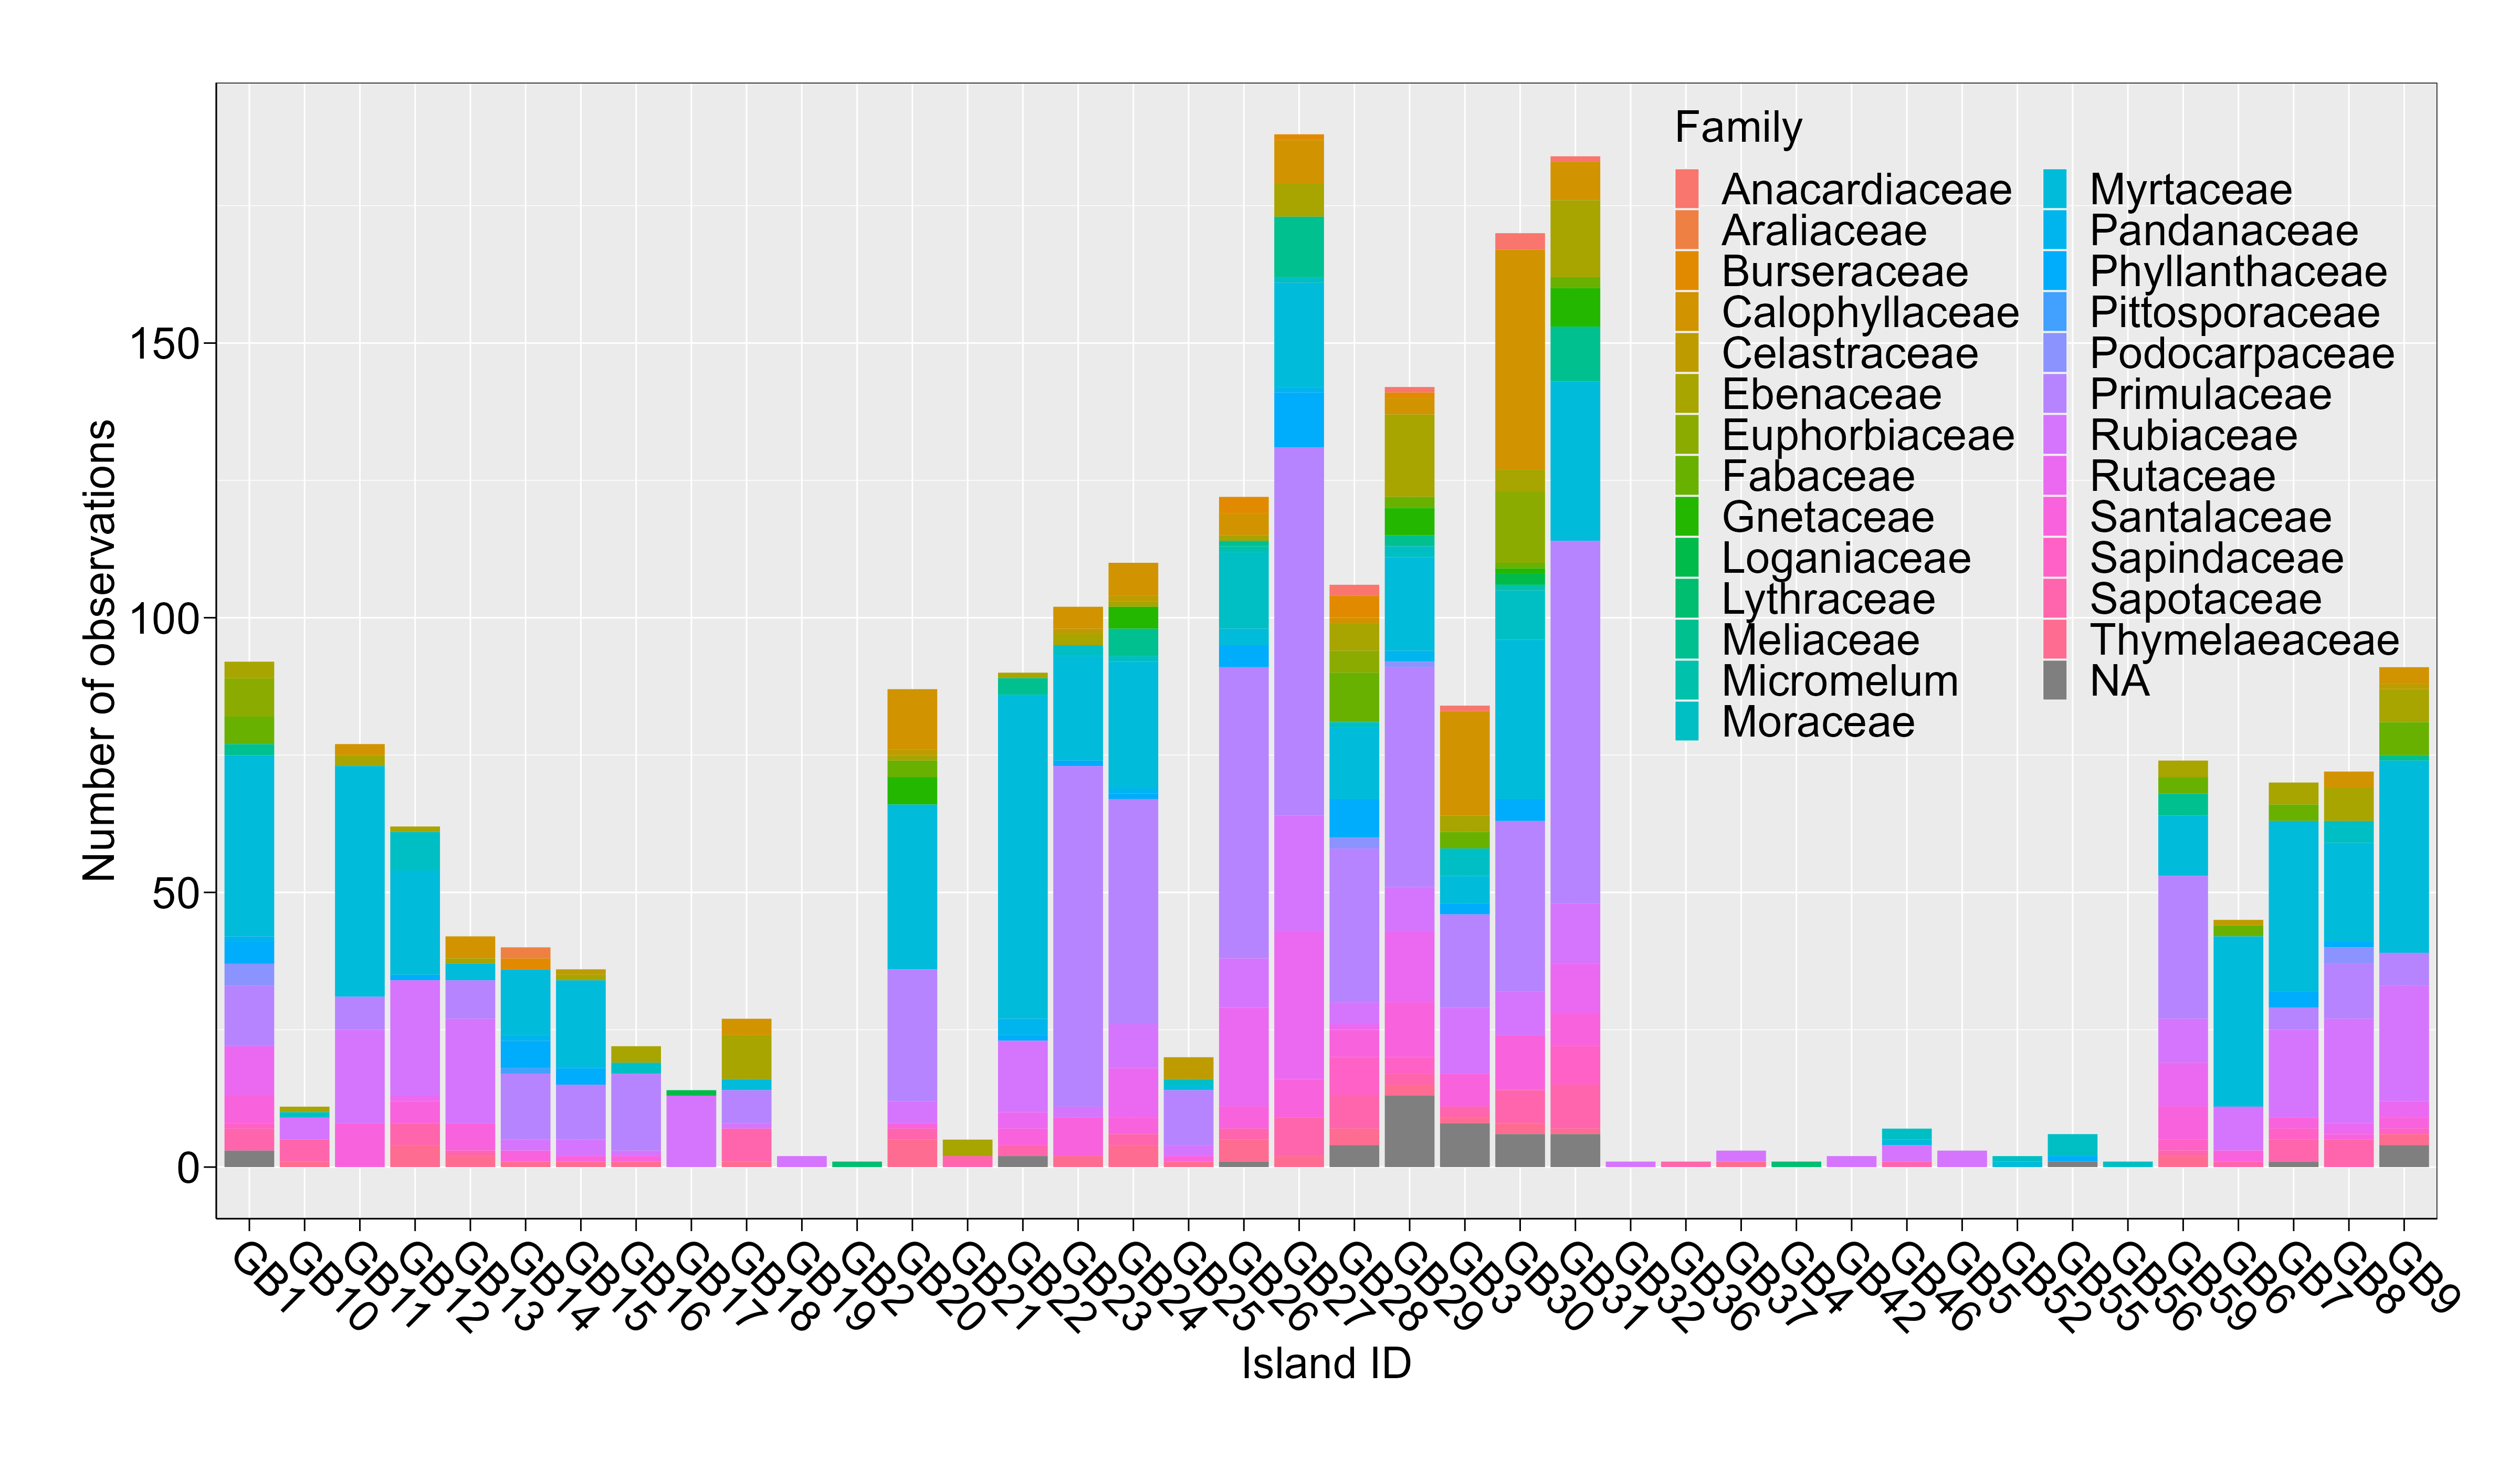 Family
Anacardiaceae
Araliaceae
Burseraceae
Calophyllaceae
Celastraceae
Ebenaceae
Euphorbiaceae
Fabaceae
Gnetaceae
Loganiaceae
Lythraceae
Meliaceae
Micromelum
Moraceae
Myrtaceae
Pandanaceae
Phyllanthaceae
Pittosporaceae
Podocarpaceae
Primulaceae
Rubiaceae
Rutaceae
Santalaceae
Sapindaceae
Sapotaceae
Thymelaeaceae
NA
Number of observations
150
100
50
0
GB1
GB10
GB11
GB12
GB13
GB14
GB15
GB16
GB17
GB18
GB19
GB2
GB20
GB21
GB22
GB23
GB24
GB25
GB26
GB27
GB28
GB29
GB3
GB30
GB31
GB32
GB36
GB37
GB4
GB42
GB46
GB5
GB52
GB55
GB56
GB59
GB6
GB7
GB8
GB9
Island ID